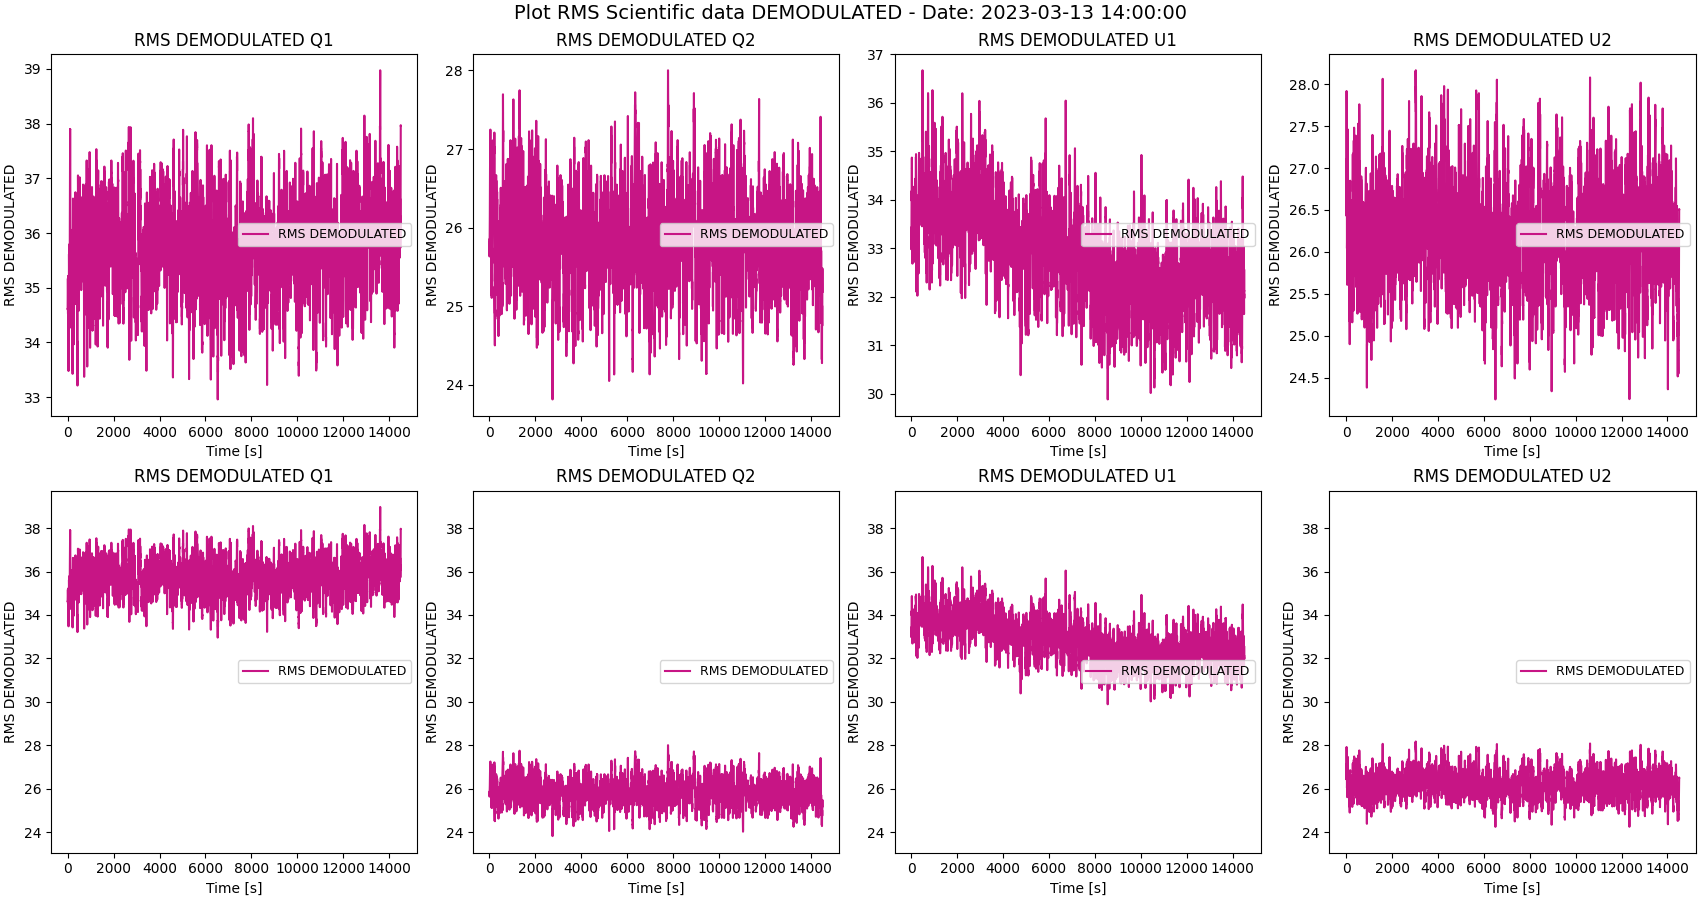 Plot RMS Scientific data DEMODULATED - Date: 2023-03-13 14:00:00
RMS DEMODULATED Q1
RMS DEMODULATED
39
38
37
36
35
34
33
RMS DEMODULATED
0 2000 4000 6000 8000 10000 12000 14000
Time [s]
RMS DEMODULATED Q2
RMS DEMODULATED
28
27
26
25
24
RMS DEMODULATED
0 2000 4000 6000 8000 10000 12000 14000
Time [s]
RMS DEMODULATED U1
RMS DEMODULATED
37
36
35
34
33
32
31
30
RMS DEMODULATED
0 2000 4000 6000 8000 10000 12000 14000
Time [s]
RMS DEMODULATED U2
RMS DEMODULATED
28.0
27.5
27.0
26.5
26.0
25.5
25.0
24.5
RMS DEMODULATED
0 2000 4000 6000 8000 10000 12000 14000
Time [s]
RMS DEMODULATED Q1
RMS DEMODULATED
38
36
34
32
30
28
26
24
RMS DEMODULATED
0 2000 4000 6000 8000 10000 12000 14000
Time [s]
RMS DEMODULATED Q2
RMS DEMODULATED
38
36
34
32
30
28
26
24
RMS DEMODULATED
0 2000 4000 6000 8000 10000 12000 14000
Time [s]
RMS DEMODULATED U1
RMS DEMODULATED
38
36
34
32
30
28
26
24
RMS DEMODULATED
0 2000 4000 6000 8000 10000 12000 14000
Time [s]
RMS DEMODULATED U2
RMS DEMODULATED
38
36
34
32
30
28
26
24
RMS DEMODULATED
0 2000 4000 6000 8000 10000 12000 14000
Time [s]